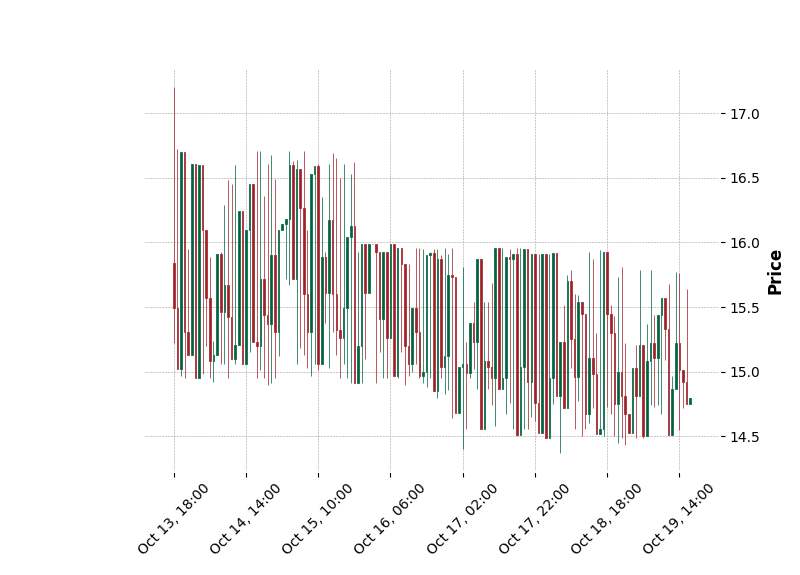 17.0
16.5
16.0
15.5
15.0
14.5
Price
Oct 13, 18:00
Oct 14, 14:00
Oct 15, 10:00
Oct 16, 06:00
Oct 17, 02:00
Oct 17, 22:00
Oct 18, 18:00
Oct 19, 14:00